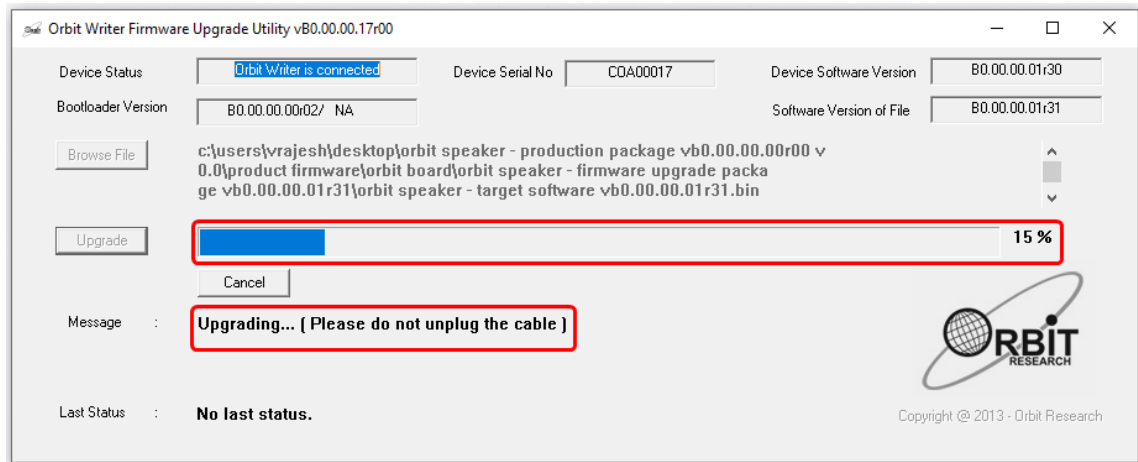 Orbit Writer Firmware Upgrade Utility vB0.00.00.17r00
Device Status Orbit Writer is connected Device Serial No COA00017 Device Software Version B0.00.00.01r30
Bootloader Version B0.00.00.00r02/ NA Software Version of File B0.00.00.01r31
Browse File
c:\users\vrajesh\desktop\orbit speaker - production package vb0.00.00.00r00 v
0.0\product firmware\orbit board\orbit speaker - firmware upgrade packa
ge vb0.00.00.01r31\orbit speaker - target software vb0.00.00.01r31.bin
Upgrade 15 %
Cancel
Message : Upgrading... ( Please do not unplug the cable )
ORBIT
RESEARCH
Last Status : No last status.
Copyright @ 2013 - Orbit Research